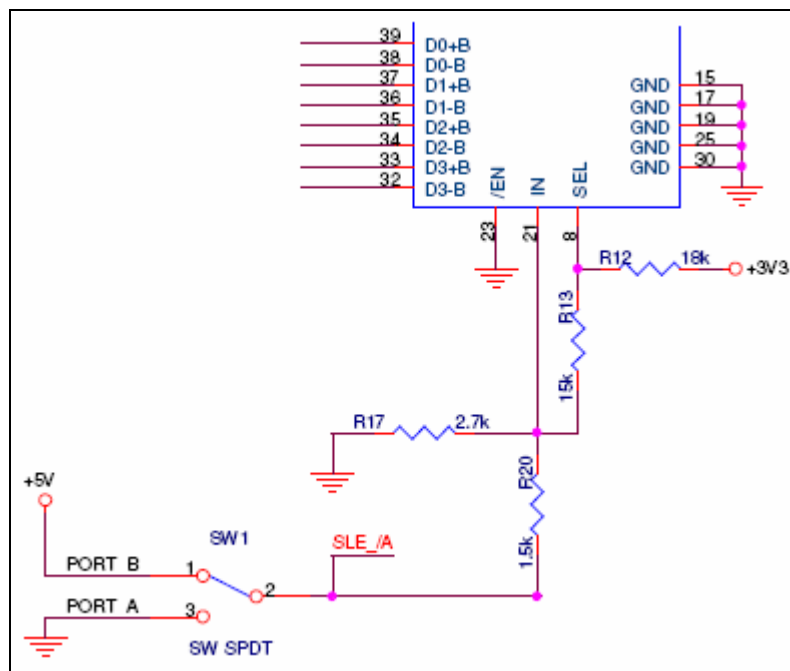 39 D0+B
38 D0-B
37 D1+B
36 D1-B
35 D2+B
34 D2-B
33 D3+B
32 D3-B
GND 15
GND 17
GND 19
GND 25
GND 30
/EN
IN
SEL
23
21
8
R12 18k
+3V3
R13
15k
R17 2.7k
R20
1.5k
+5V
SW1
SLE_/A
PORT B 1
2
PORT A 3
SW SPDT